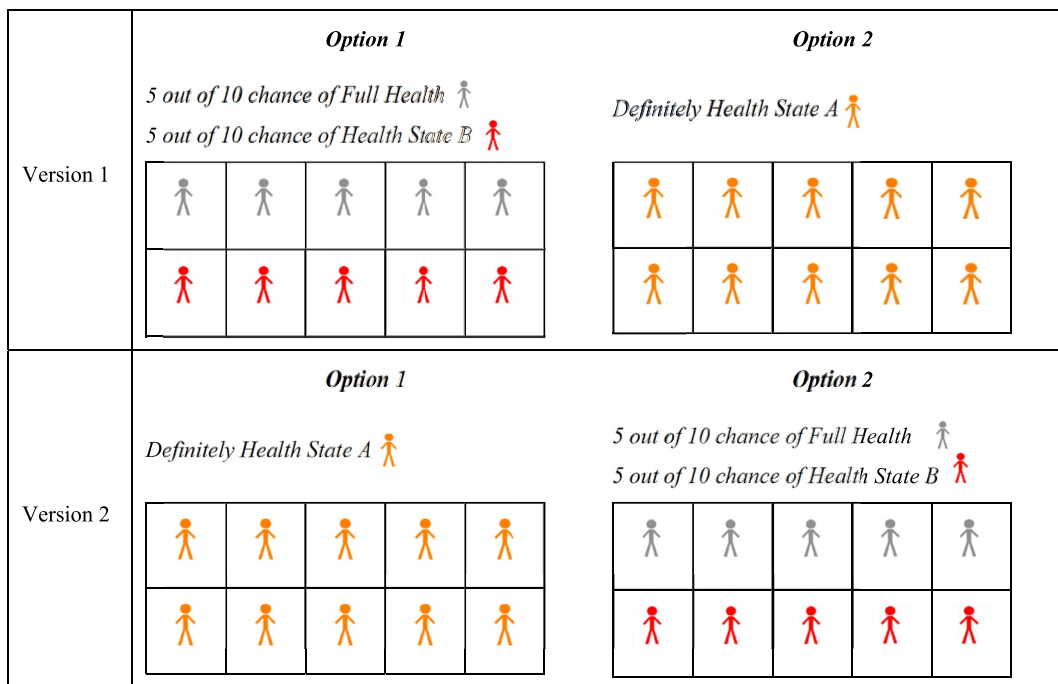 Version 1
Option 1
5 out of 10 chance of Full Health
5 out of 10 chance of Health State B
Option 2
Definitely Health State A
Version 2
Option 1
Definitely Health State A
Option 2
5 out of 10 chance of Full Health
5 out of 10 chance of Health State B